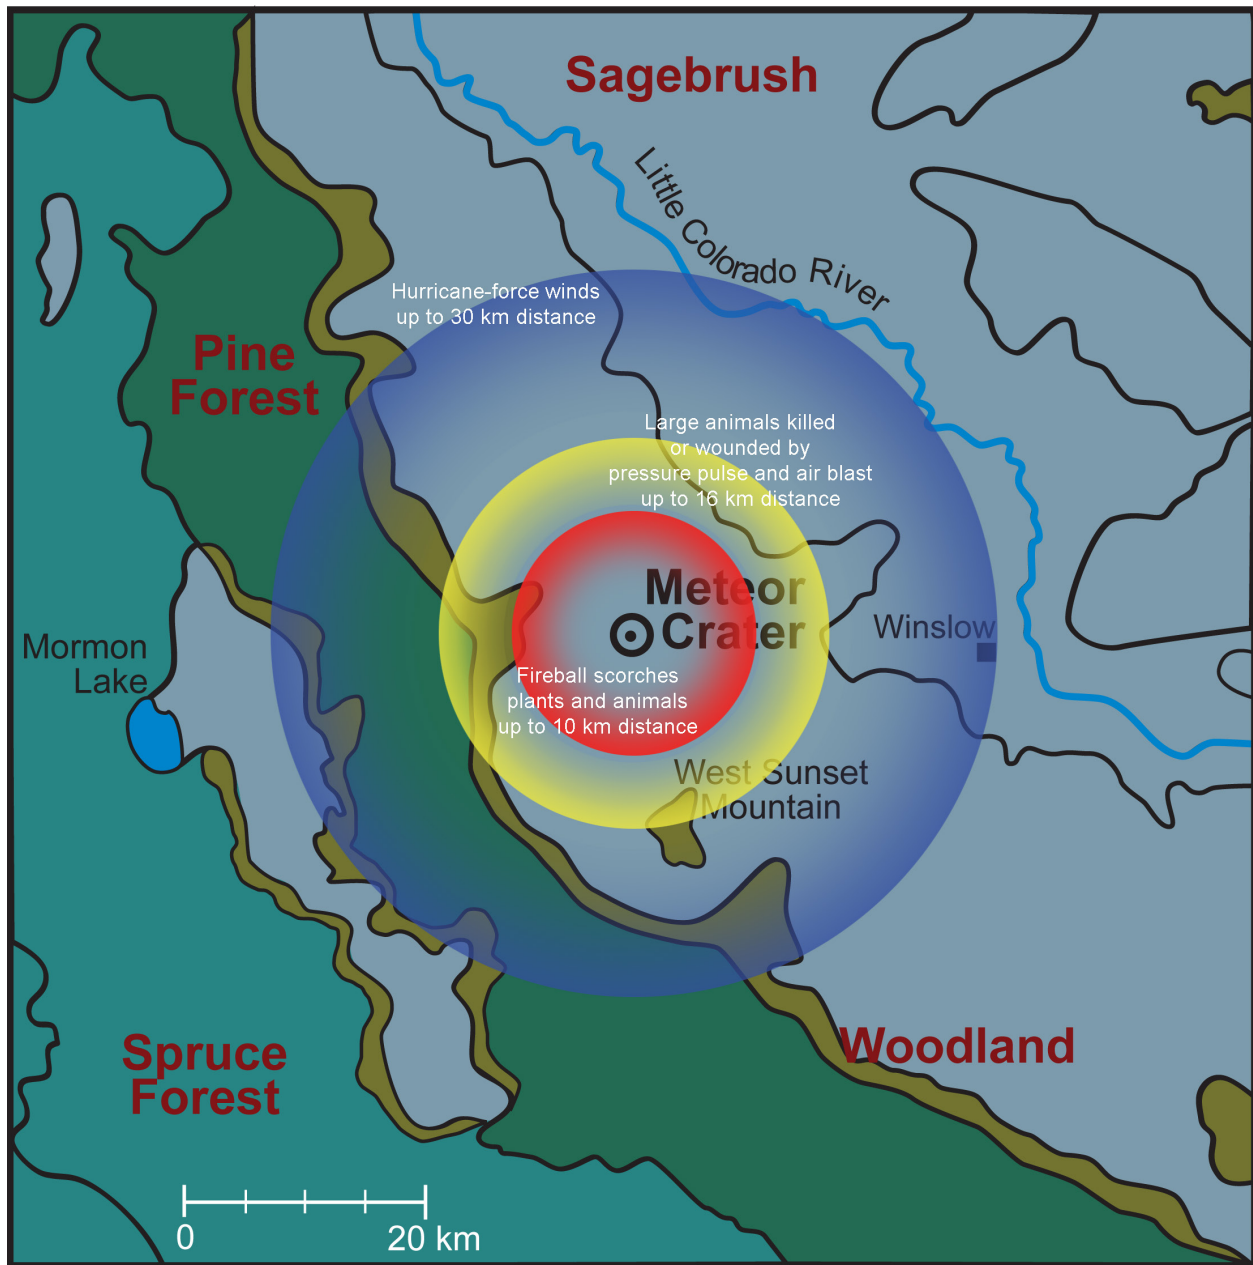 Sagebrush
Little Colorado River
Hurricane-force winds
up to 30 km distance
Pine
Forest
Large animals killed
or wounded by
pressure pulse and air blast
up to 16 km distance
Meteor
Crater
Winslow
Mormon
Lake
Fireball scorches
plants and animals
up to 10 km distance
West Sunset
Mountain
Woodland
Spruce
Forest
0 20 km